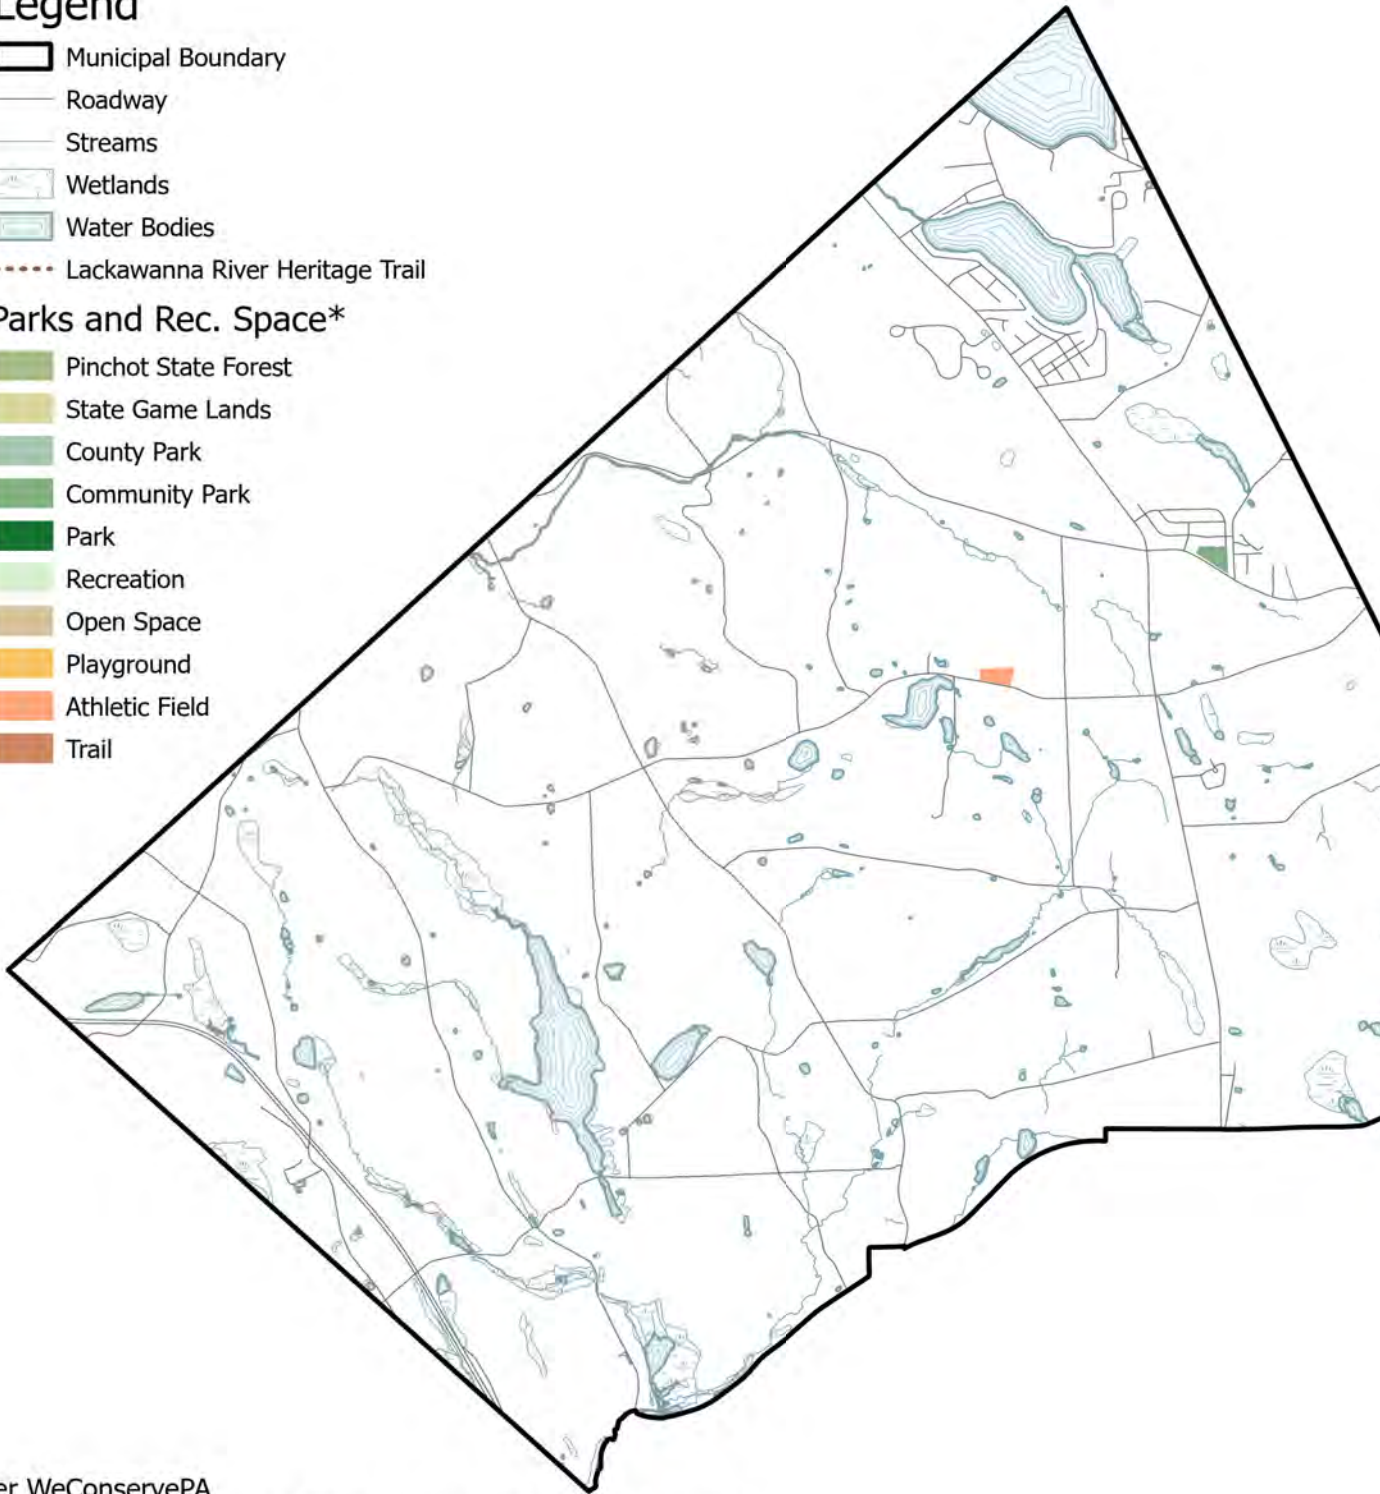 Legend
Municipal Boundary
Roadway
Streams
Wetlands
Water Bodies
Lackawanna River Heritage Trail
Parks and Rec. Space*
Pinchot State Forest
State Game Lands
County Park
Community Park
Park
Recreation
Open Space
Playground
Athletic Field
Trail
WeConservePA